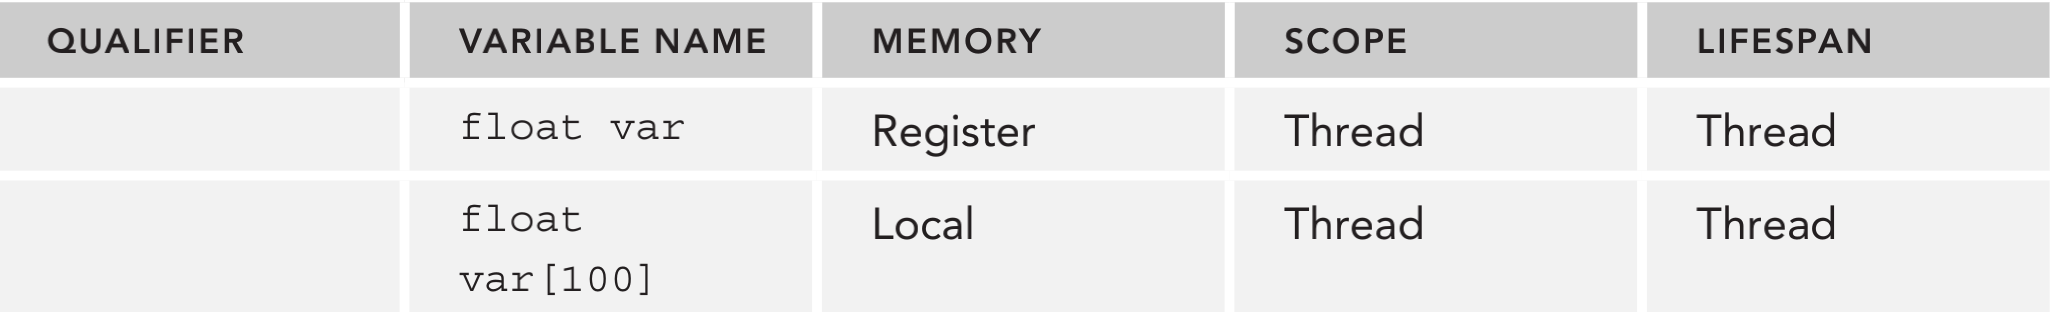 QUALIFIER VARIABLE NAME MEMORY SCOPE LIFESPAN
float var Register Thread Thread
float Local Thread Thread
var[100]